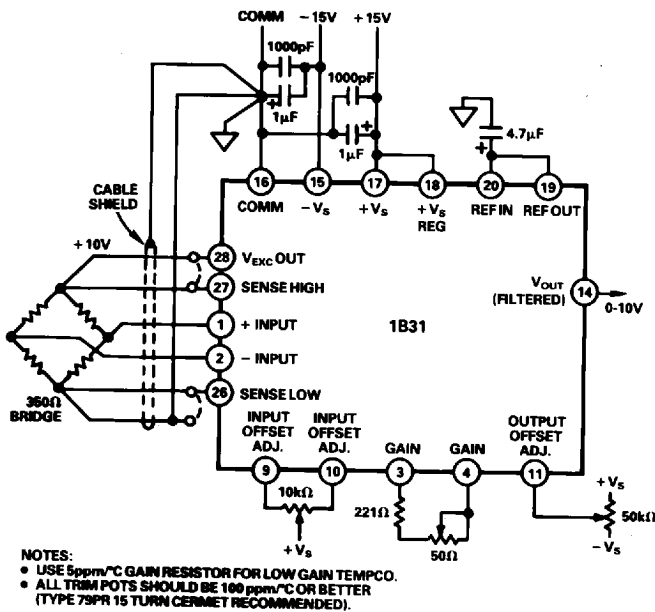 COMM −15V +15V
1000pF
1000pF
1μF
1μF
4.7μF
+
+
+
CABLE
SHIELD
16 15 17 18 20 19
COMM −VS +VS +VS
REG
REF IN REF OUT
+10V
28 VEXC OUT
27 SENSE HIGH
1 + INPUT
2 − INPUT
26 SENSE LOW
350Ω
BRIDGE
1B31
VOUT
(FILTERED)
14
0-10V
INPUT
OFFSET
ADJ.
INPUT
OFFSET
ADJ.
GAIN
GAIN
OUTPUT
OFFSET
ADJ.
9 10 3 4 11
10kΩ
+VS
221Ω
50Ω
+VS
50kΩ
−VS
NOTES:
• USE 5ppm/°C GAIN RESISTOR FOR LOW GAIN TEMPCO.
• ALL TRIM POTS SHOULD BE 100 ppm/°C OR BETTER
(TYPE 79PR 15 TURN CERMET RECOMMENDED).